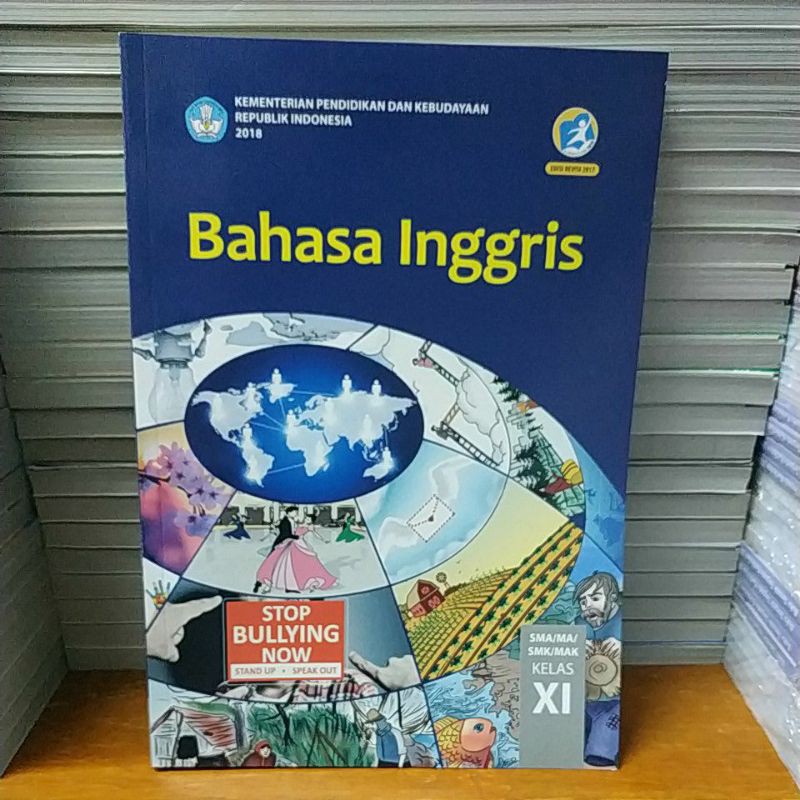 KEMENTERIAN PENDIDIKAN DAN KEBUDAYAAN
REPUBLIK INDONESIA
2018
EDISI REVISI 2017
Bahasa Inggris
STOP
BULLYING
NOW
STAND UP • SPEAK OUT
SMA/MA/
SMK/MAK
KELAS
XI